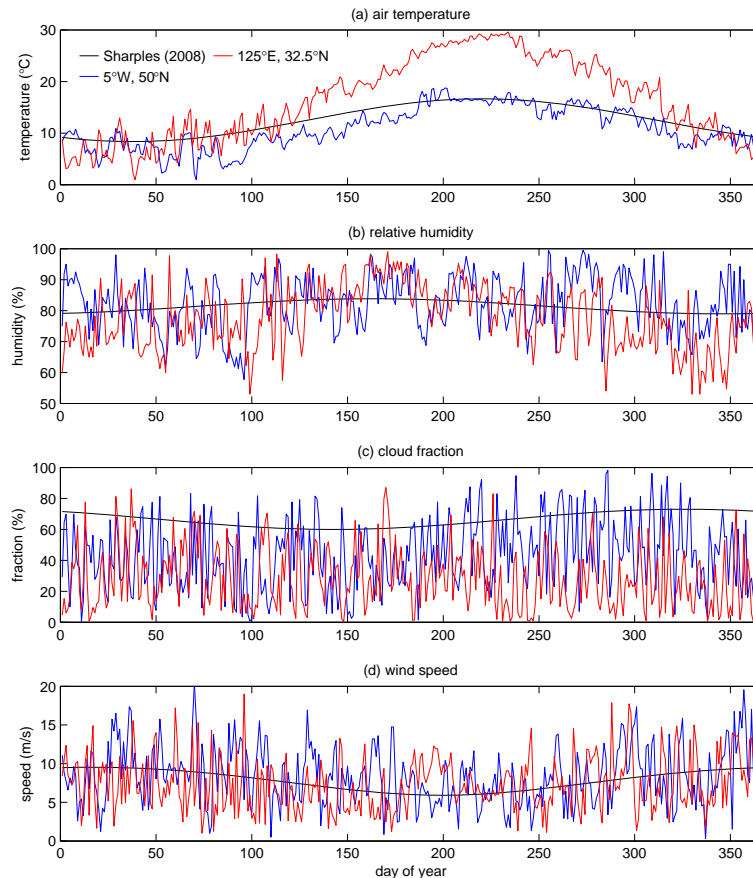 (a) air temperature
30
20
10
0
temperature (°C)
Sharples (2008)
125°E, 32.5°N
5°W, 50°N
0 50 100 150 200 250 300 350
(b) relative humidity
100
90
80
70
60
50
humidity (%)
0 50 100 150 200 250 300 350
(c) cloud fraction
100
80
60
40
20
0
fraction (%)
0 50 100 150 200 250 300 350
(d) wind speed
20
15
10
5
0
speed (m/s)
0 50 100 150 200 250 300 350
day of year